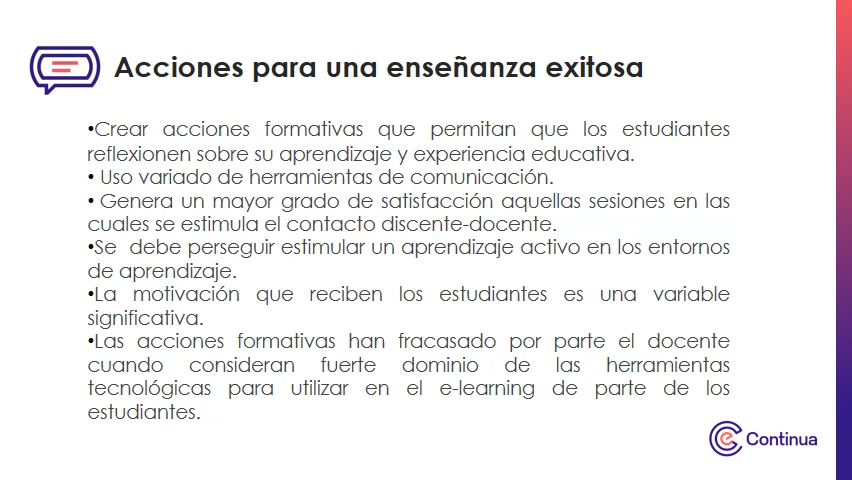 Acciones para una enseñanza exitosa
•Crear acciones formativas que permitan que los estudiantes
reflexionen sobre su aprendizaje y experiencia educativa.
• Uso variado de herramientas de comunicación.
• Genera un mayor grado de satisfacción aquellas sesiones en las
cuales se estimula el contacto discente-docente.
•Se debe perseguir estimular un aprendizaje activo en los entornos
de aprendizaje.
•La motivación que reciben los estudiantes es una variable
significativa.
•Las acciones formativas han fracasado por parte el docente
cuando consideran fuerte dominio de las herramientas
tecnológicas para utilizar en el e-learning de parte de los
estudiantes.
e Continua